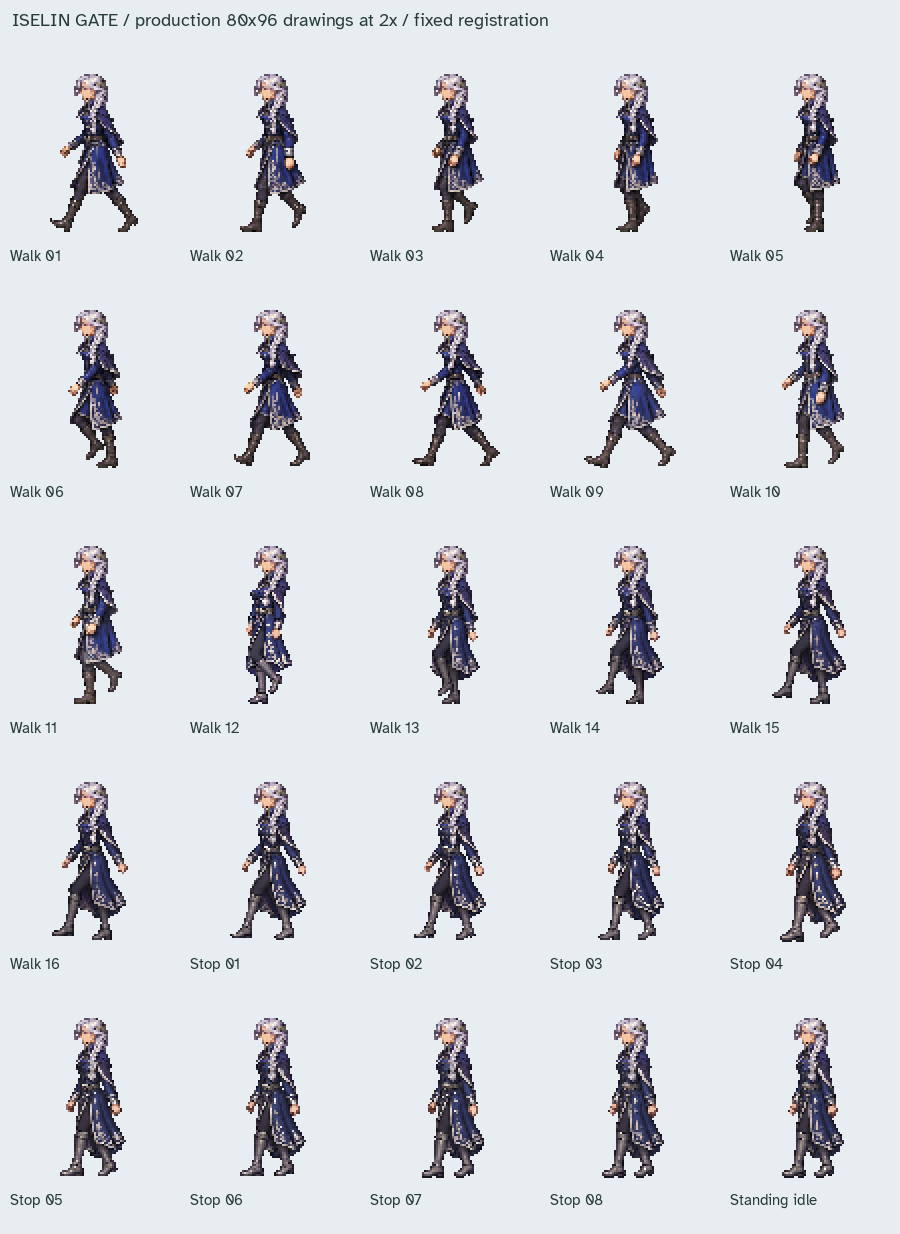 ISELIN GATE / production 80x96 drawings at 2x / fixed registration
Walk 01
Walk 02
Walk 03
Walk 04
Walk 05
Walk 06
Walk 07
Walk 08
Walk 09
Walk 10
Walk 11
Walk 12
Walk 13
Walk 14
Walk 15
Walk 16
Stop 01
Stop 02
Stop 03
Stop 04
Stop 05
Stop 06
Stop 07
Stop 08
Standing idle